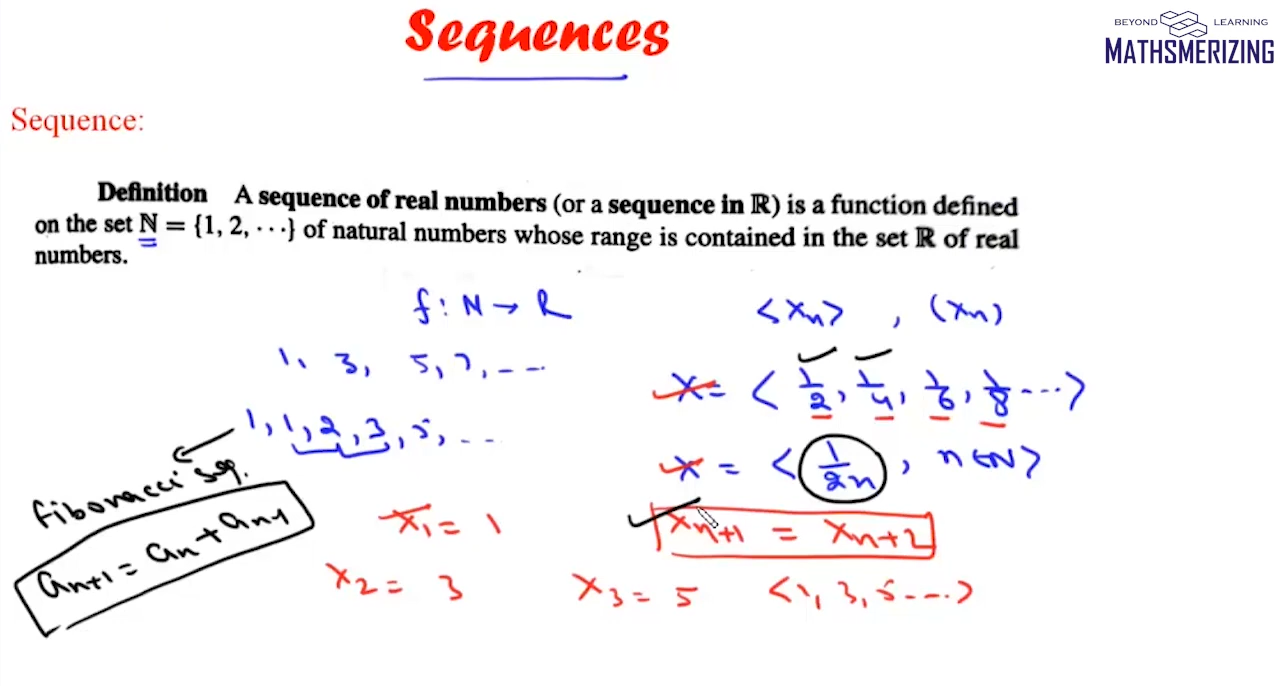 Sequences
BEYOND LEARNING
MATHSMERIZING
Sequence:
Definition A sequence of real numbers (or a sequence in ℝ) is a function defined
on the set ℕ = {1, 2, ···} of natural numbers whose range is contained in the set ℝ of real
numbers.
f : N → R
<xn> , (xn)
1, 3, 5, 7, ---
X = < 1/2, 1/4, 1/6, 1/8 ---->
1, 1, 2, 3, 5, ---
X = < 1/2n , n∈N >
fibonacci seq.
an+1 = an + an-1
x1 = 1
xn+1 = xn+2
x2 = 3
x3 = 5
<1, 3, 5 ---->